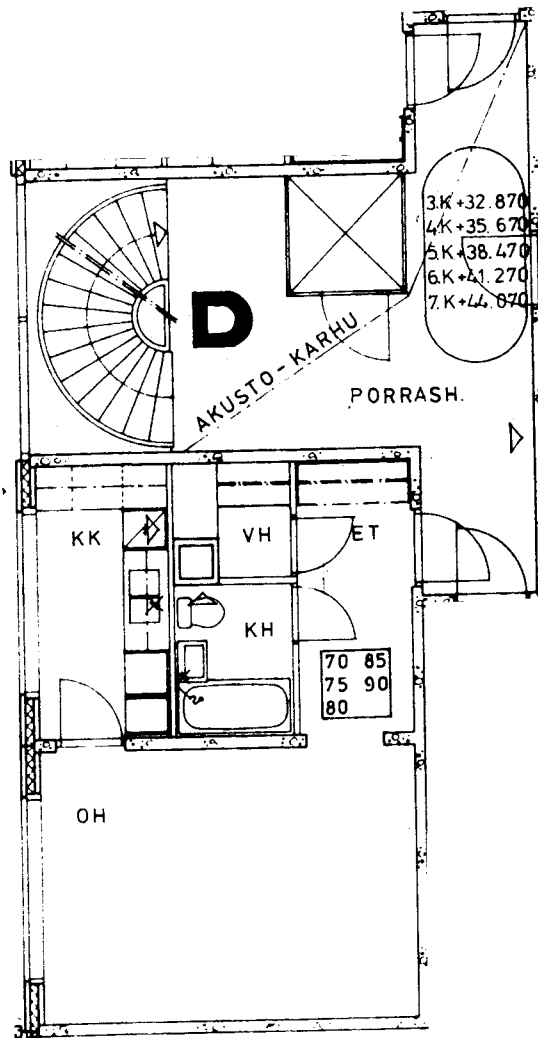 3.K +32.870
4.K +35.670
5.K +38.470
6.K +41.270
7.K +44.070
D
AKUSTO-KARHU
PORRASH.
KK
VH
ET
KH
70 85
75 90
80
OH
3